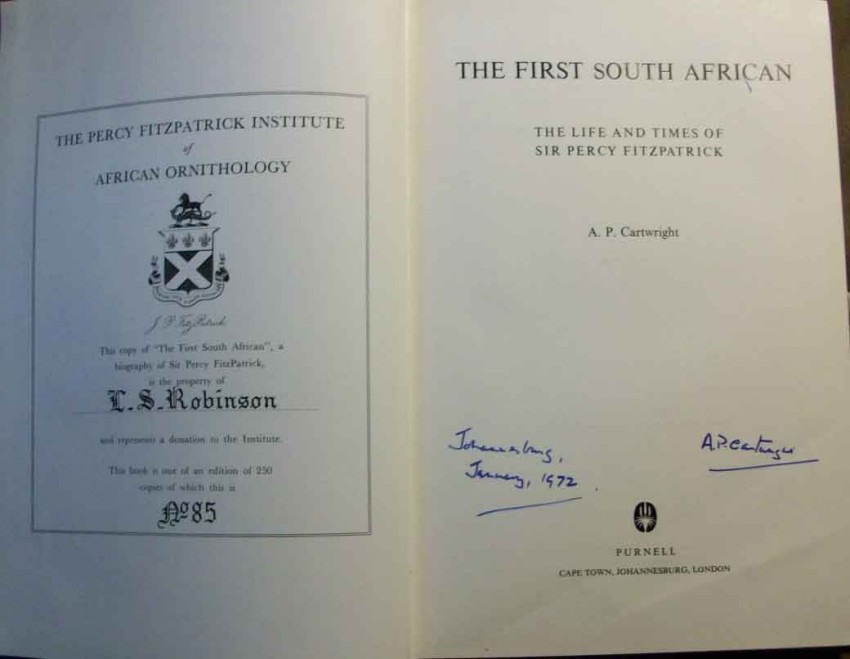 THE PERCY FITZPATRICK INSTITUTE
of
AFRICAN ORNITHOLOGY
J P FitzPatrick
This copy of "The First South African", a
biography of Sir Percy FitzPatrick,
is the property of
L.S.Robinson
and represents a donation to the Institute.
This book is one of an edition of 250
copies of which this is
No85
THE FIRST SOUTH AFRICAN
THE LIFE AND TIMES OF
SIR PERCY FITZPATRICK
A. P. Cartwright
Johannesburg,
January, 1972.
A.P. Cartwright
PURNELL
CAPE TOWN, JOHANNESBURG, LONDON